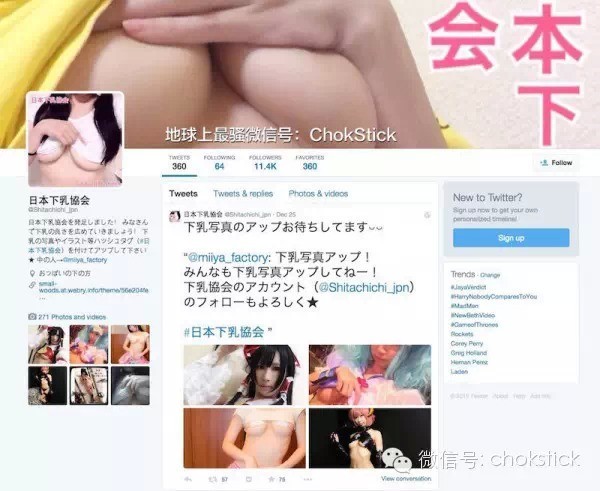 会
本
下
地球上最骚微信号：ChokStick
日本下乳協会
TWEETS
360
FOLLOWING
64
FOLLOWERS
11.4K
FAVORITES
360
Follow
日本下乳協会
@Shitachichi_jpn
日本下乳協会を発足しました！ みなさん
で下乳の良さを広めていきましょう！ 下
乳の写真やイラスト等ハッシュタグ（#日
本下乳協会）を付けてアップして下さい
★ 中の人→@miiya_factory
おっぱいの下の方
small-
woods.at.webry.info/theme/56e204fe
...
271 Photos and videos
Tweets
Tweets & replies
Photos & videos
日本下乳協会 @Shitachichi_jpn · Dec 25
下乳写真のアップお待ちしてます
“@miiya_factory: 下乳写真アップ！
みんなも下乳写真アップしてねー！
下乳協会のアカウント（@Shitachichi_jpn）
のフォローもよろしく★
#日本下乳協会 ”
57
76
View conversation
New to Twitter?
Sign up now to get your own
personalized timeline!
Sign up
Trends · Change
#JayaVerdict
#HarryNobodyComparesToYou
#MadMen
#NewBethVideo
#GameofThrones
Rockets
Corey Perry
Greg Holland
Hernan Perez
Laden
微信号: chokstick